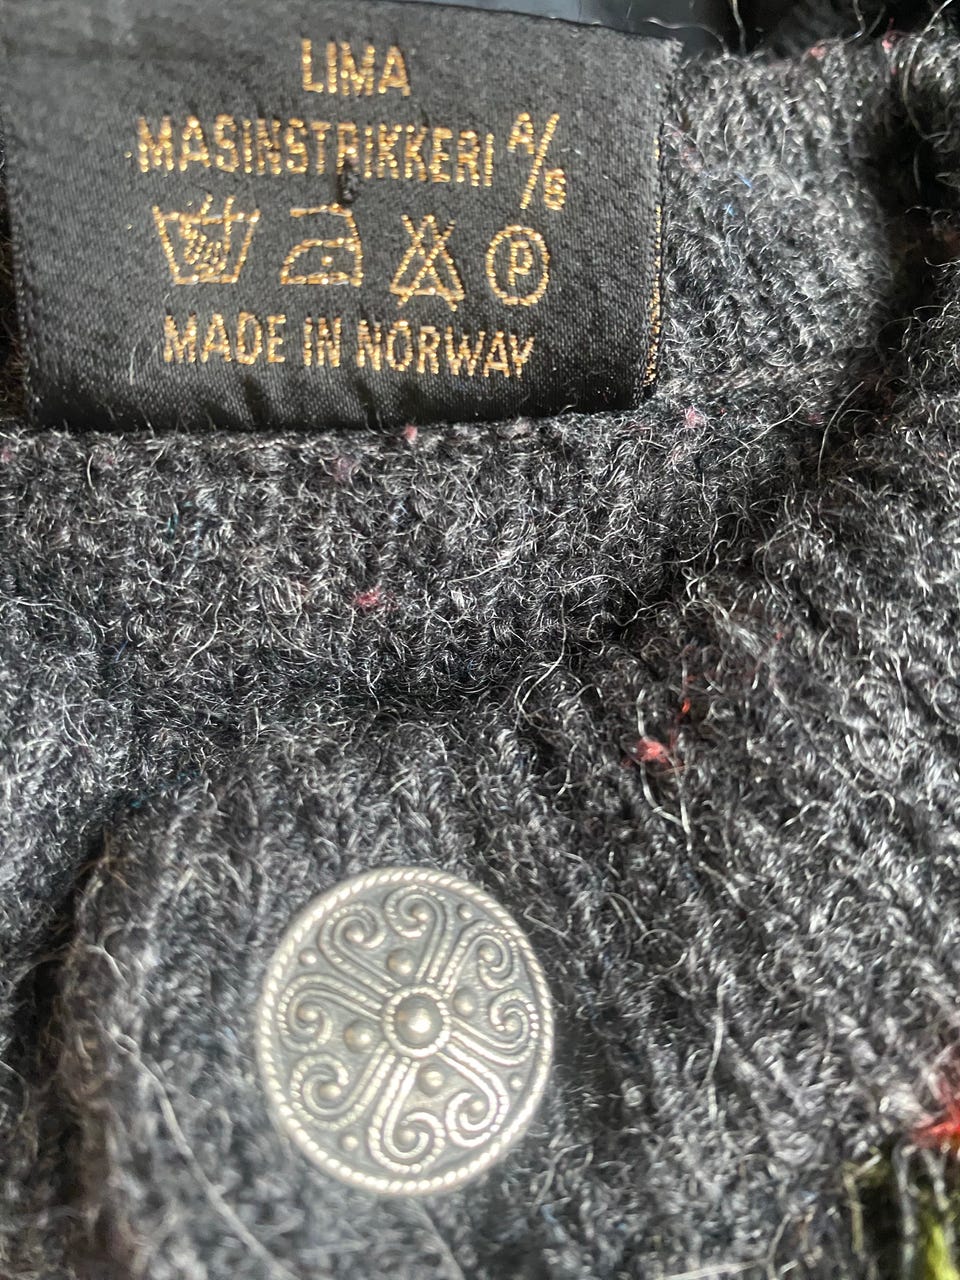 LIMA
MASINSTRIKKERI A/S
P
MADE IN NORWAY